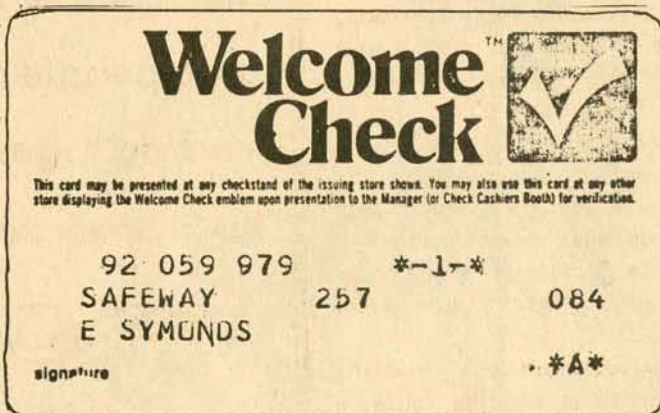 Welcome ™
Check
This card may be presented at any checkstand of the issuing store shown. You may also use this card at any other
store displaying the Welcome Check emblem upon presentation to the Manager (or Check Cashiers Booth) for verification.
92 059 979 *-1-*
SAFEWAY 257 084
E SYMONDS
signature *A*